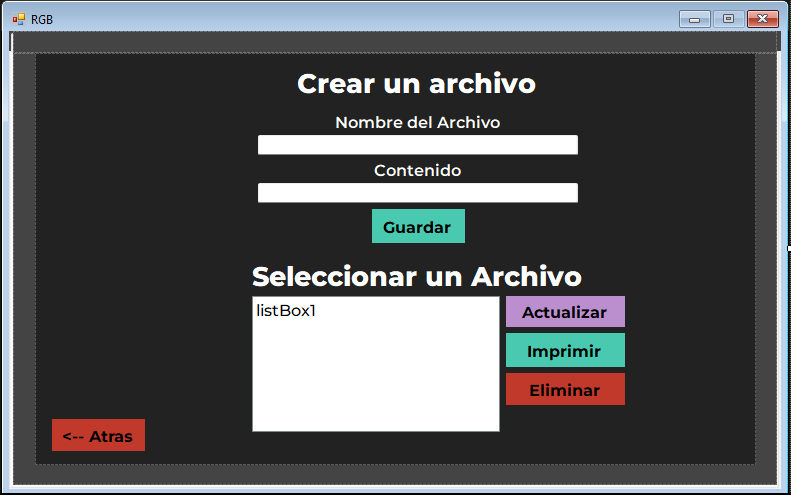 RGB
Crear un archivo
Nombre del Archivo
Contenido
Guardar
Seleccionar un Archivo
listBox1
Actualizar
Imprimir
Eliminar
<-- Atras